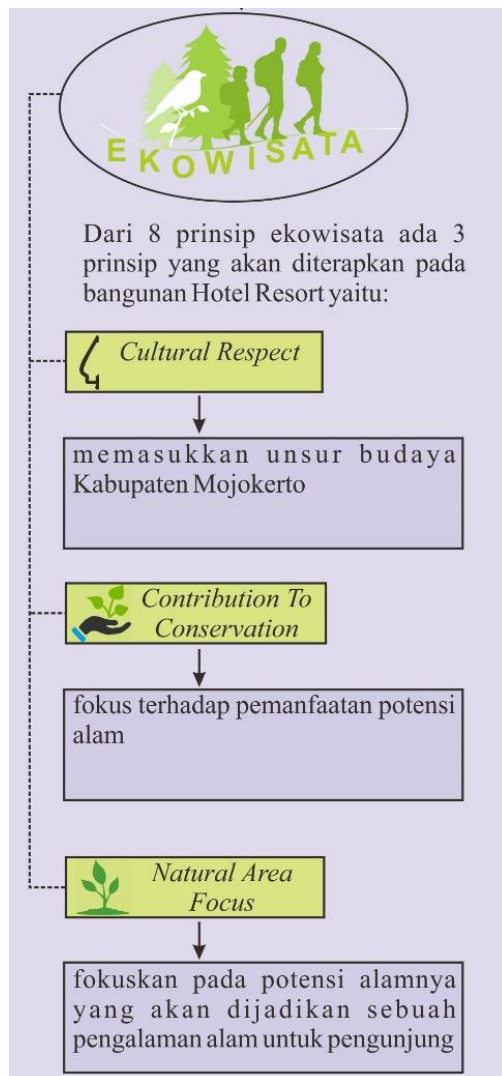 EKOWISATA
Dari 8 prinsip ekowisata ada 3
prinsip yang akan diterapkan pada
bangunan Hotel Resort yaitu:
Cultural Respect
memasukkan unsur budaya
Kabupaten Mojokerto
Contribution To
Conservation
fokus terhadap pemanfaatan potensi
alam
Natural Area
Focus
fokuskan pada potensi alamnya
yang akan dijadikan sebuah
pengalaman alam untuk pengunjung